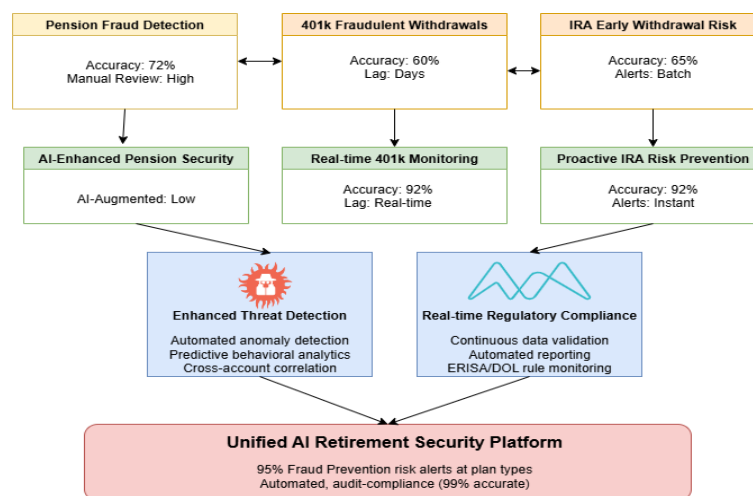 Pension Fraud Detection
Accuracy: 72%
Manual Review: High
401k Fraudulent Withdrawals
Accuracy: 60%
Lag: Days
IRA Early Withdrawal Risk
Accuracy: 65%
Alerts: Batch
AI-Enhanced Pension Security
AI-Augmented: Low
Real-time 401k Monitoring
Accuracy: 92%
Lag: Real-time
Proactive IRA Risk Prevention
Accuracy: 92%
Alerts: Instant
Enhanced Threat Detection
Automated anomaly detection
Predictive behavioral analytics
Cross-account correlation
Real-time Regulatory Compliance
Continuous data validation
Automated reporting
ERISA/DOL rule monitoring
Unified AI Retirement Security Platform
95% Fraud Prevention risk alerts at plan types
Automated, audit-compliance (99% accurate)